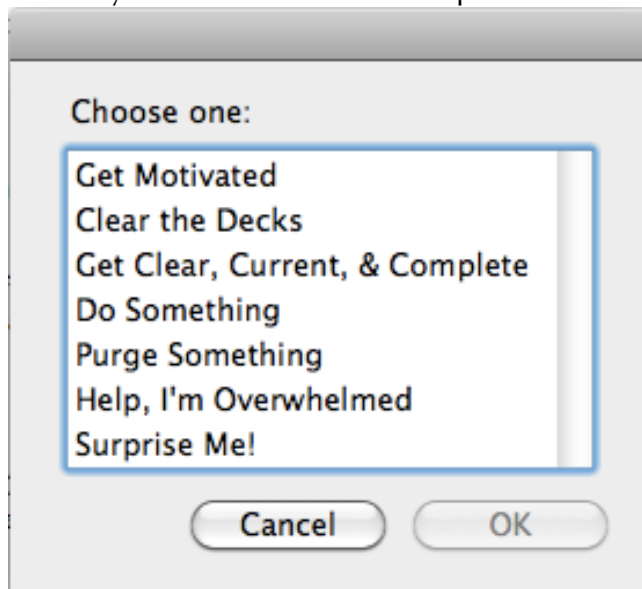 Choose one:
Get Motivated
Clear the Decks
Get Clear, Current, & Complete
Do Something
Purge Something
Help, I'm Overwhelmed
Surprise Me!
Cancel OK